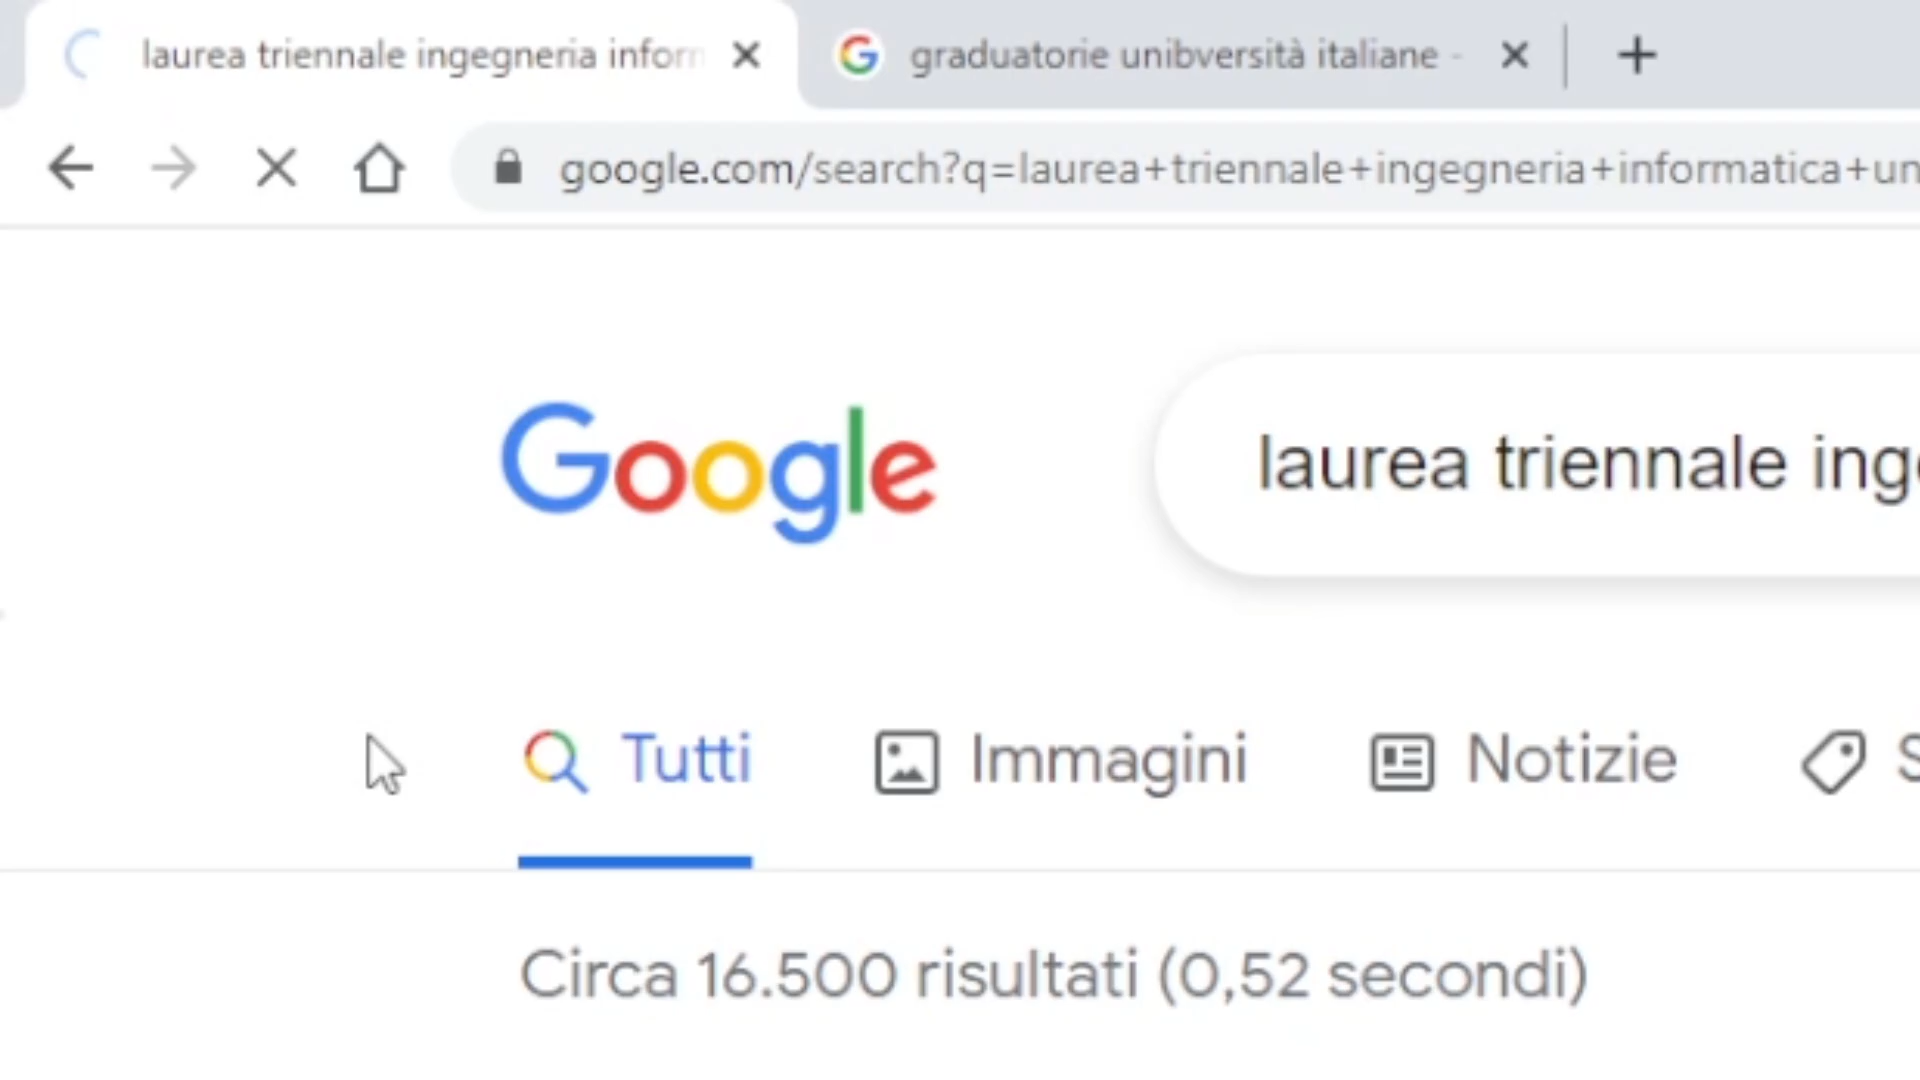 laurea triennale ingegneria inform
graduatorie unibversità italiane -
google.com/search?q=laurea+triennale+ingegneria+informatica+un
Google
laurea triennale inge
Tutti
Immagini
Notizie
S
Circa 16.500 risultati (0,52 secondi)